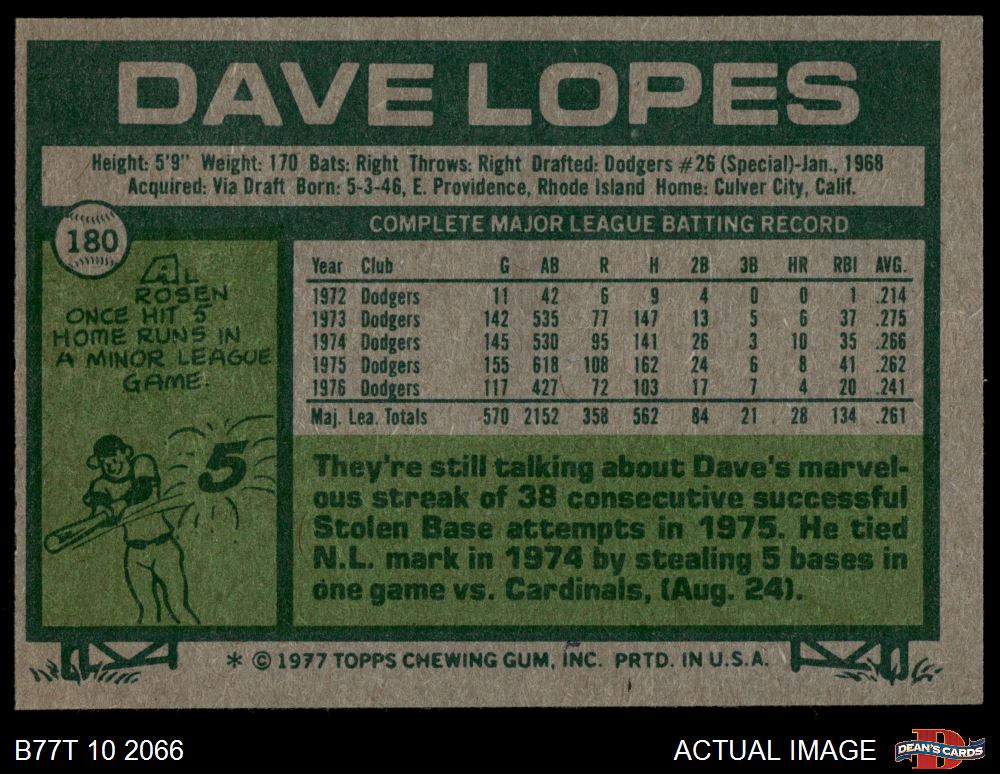 DAVE LOPES
Height: 5'9" Weight: 170 Bats: Right Throws: Right Drafted: Dodgers #26 (Special)-Jan., 1968
Acquired: Via Draft Born: 5-3-46, E. Providence, Rhode Island Home: Culver City, Calif.
180
AL
ROSEN
ONCE HIT 5
HOME RUNS IN
A MINOR LEAGUE
GAME.
5
COMPLETE MAJOR LEAGUE BATTING RECORD
Year Club G AB R H 2B 3B HR RBI AVG.
1972 Dodgers 11 42 6 9 4 0 0 1 .214
1973 Dodgers 142 535 77 147 13 5 6 37 .275
1974 Dodgers 145 530 95 141 26 3 10 35 .266
1975 Dodgers 155 618 108 162 24 6 8 41 .262
1976 Dodgers 117 427 72 103 17 7 4 20 .241
Maj. Lea. Totals 570 2152 358 562 84 21 28 134 .261
They're still talking about Dave's marvel-
ous streak of 38 consecutive successful
Stolen Base attempts in 1975. He tied
N.L. mark in 1974 by stealing 5 bases in
one game vs. Cardinals, (Aug. 24).
* © 1977 TOPPS CHEWING GUM, INC. PRTD. IN U.S.A.
B77T 10 2066
ACTUAL IMAGE
D
DEAN'S CARDS